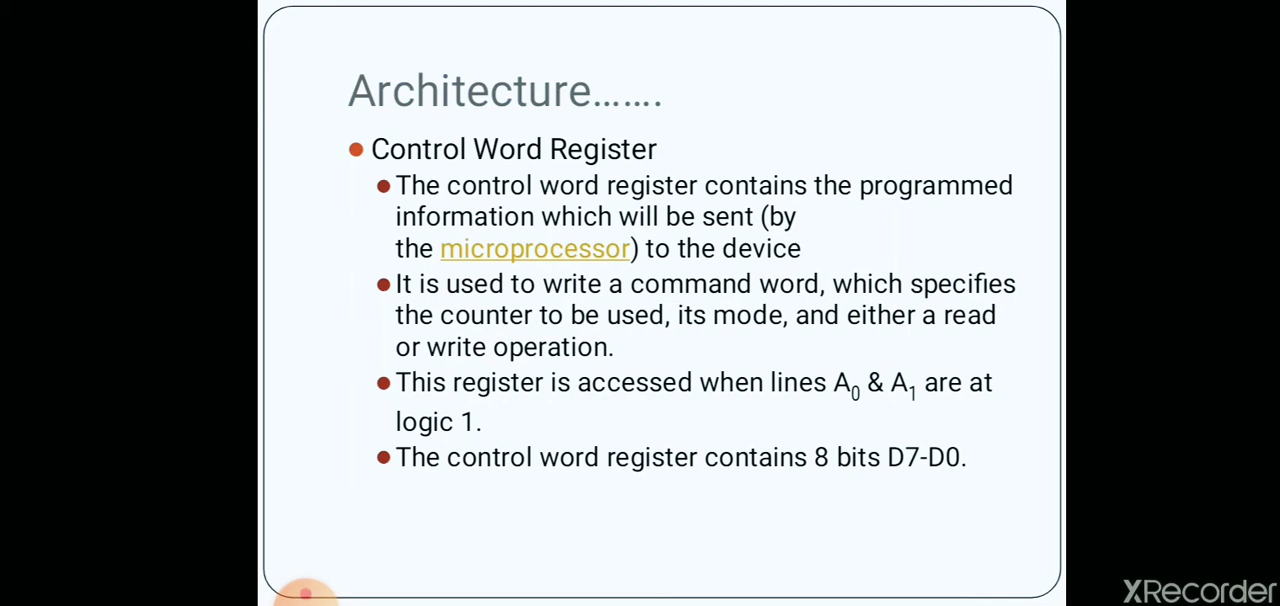 Architecture…….
Control Word Register
The control word register contains the programmed
information which will be sent (by
the microprocessor) to the device
It is used to write a command word, which specifies
the counter to be used, its mode, and either a read
or write operation.
This register is accessed when lines A0 & A1 are at
logic 1.
The control word register contains 8 bits D7-D0.
XRecorder